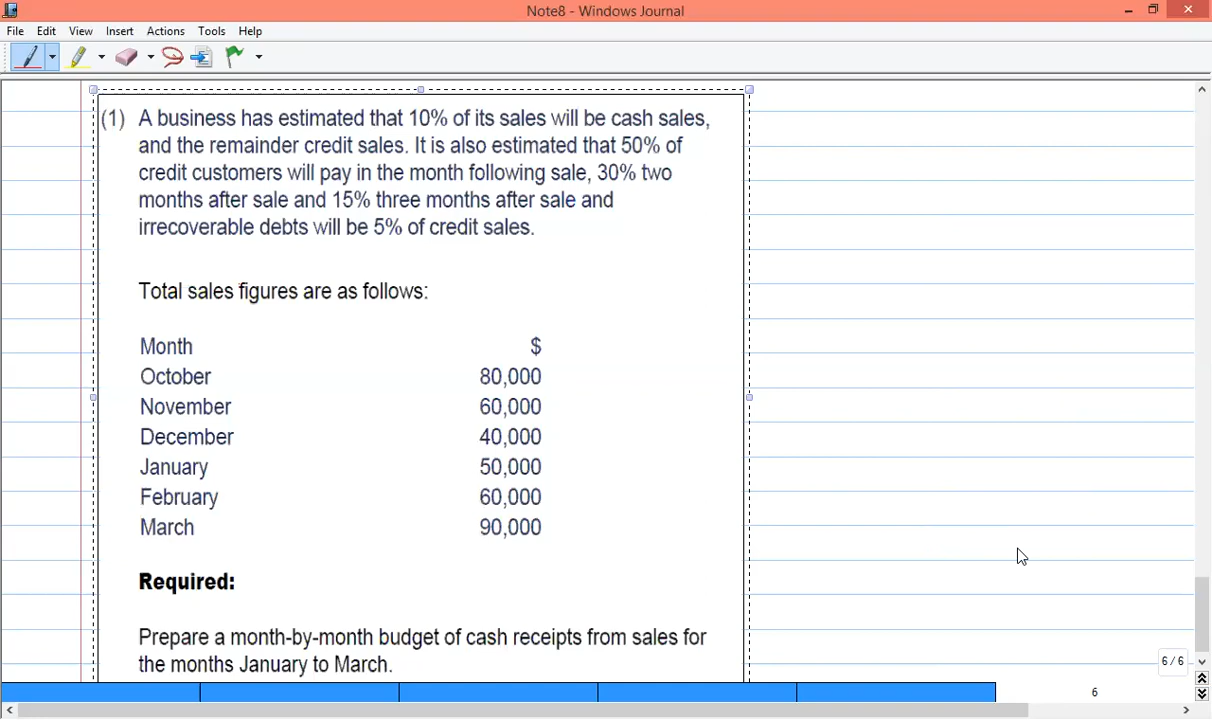 Note8 - Windows Journal
File Edit View Insert Actions Tools Help
(1) A business has estimated that 10% of its sales will be cash sales,
and the remainder credit sales. It is also estimated that 50% of
credit customers will pay in the month following sale, 30% two
months after sale and 15% three months after sale and
irrecoverable debts will be 5% of credit sales.
Total sales figures are as follows:
Month $
October 80,000
November 60,000
December 40,000
January 50,000
February 60,000
March 90,000
Required:
Prepare a month-by-month budget of cash receipts from sales for
the months January to March.
6 / 6
6